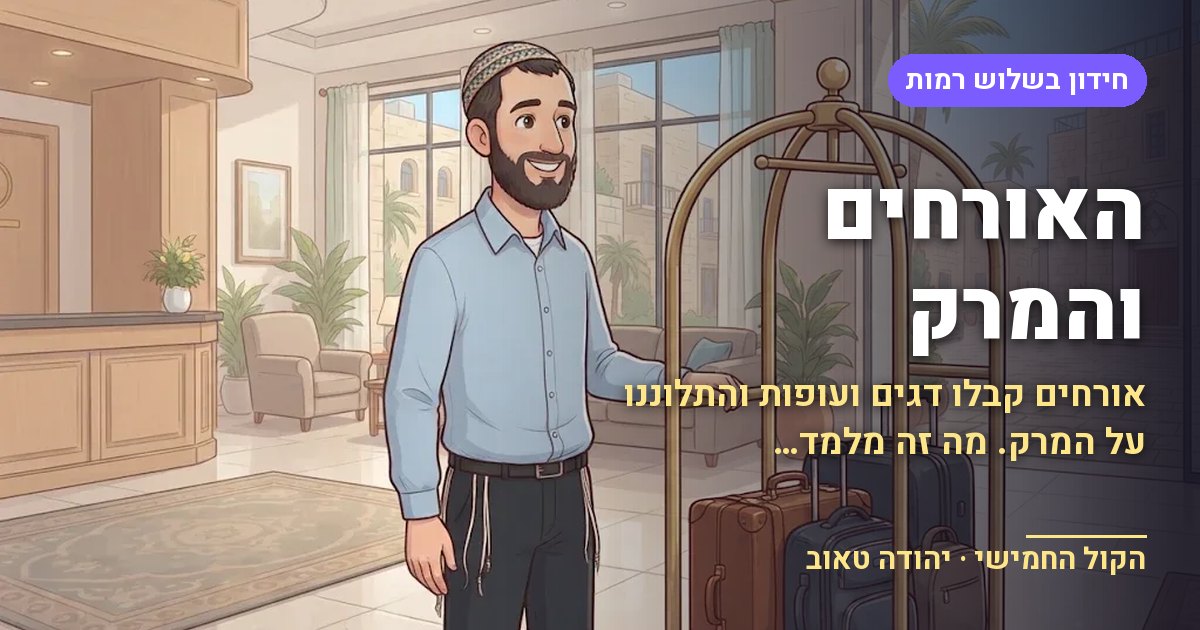 חידון בשלוש רמות
האורחים
והמרק
אורחים קבלו דגים ועופות והתלוננו
על המרק. מה זה מלמד...
הקול החמישי · יהודה טאוב